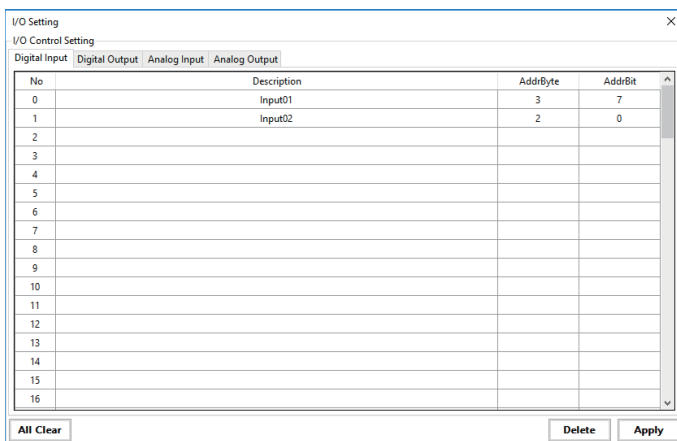 I/O Setting
I/O Control Setting
Digital Input Digital Output Analog Input Analog Output
No Description AddrByte AddrBit
0 Input01 3 7
1 Input02 2 0
2
3
4
5
6
7
8
9
10
11
12
13
14
15
16
All Clear Delete Apply